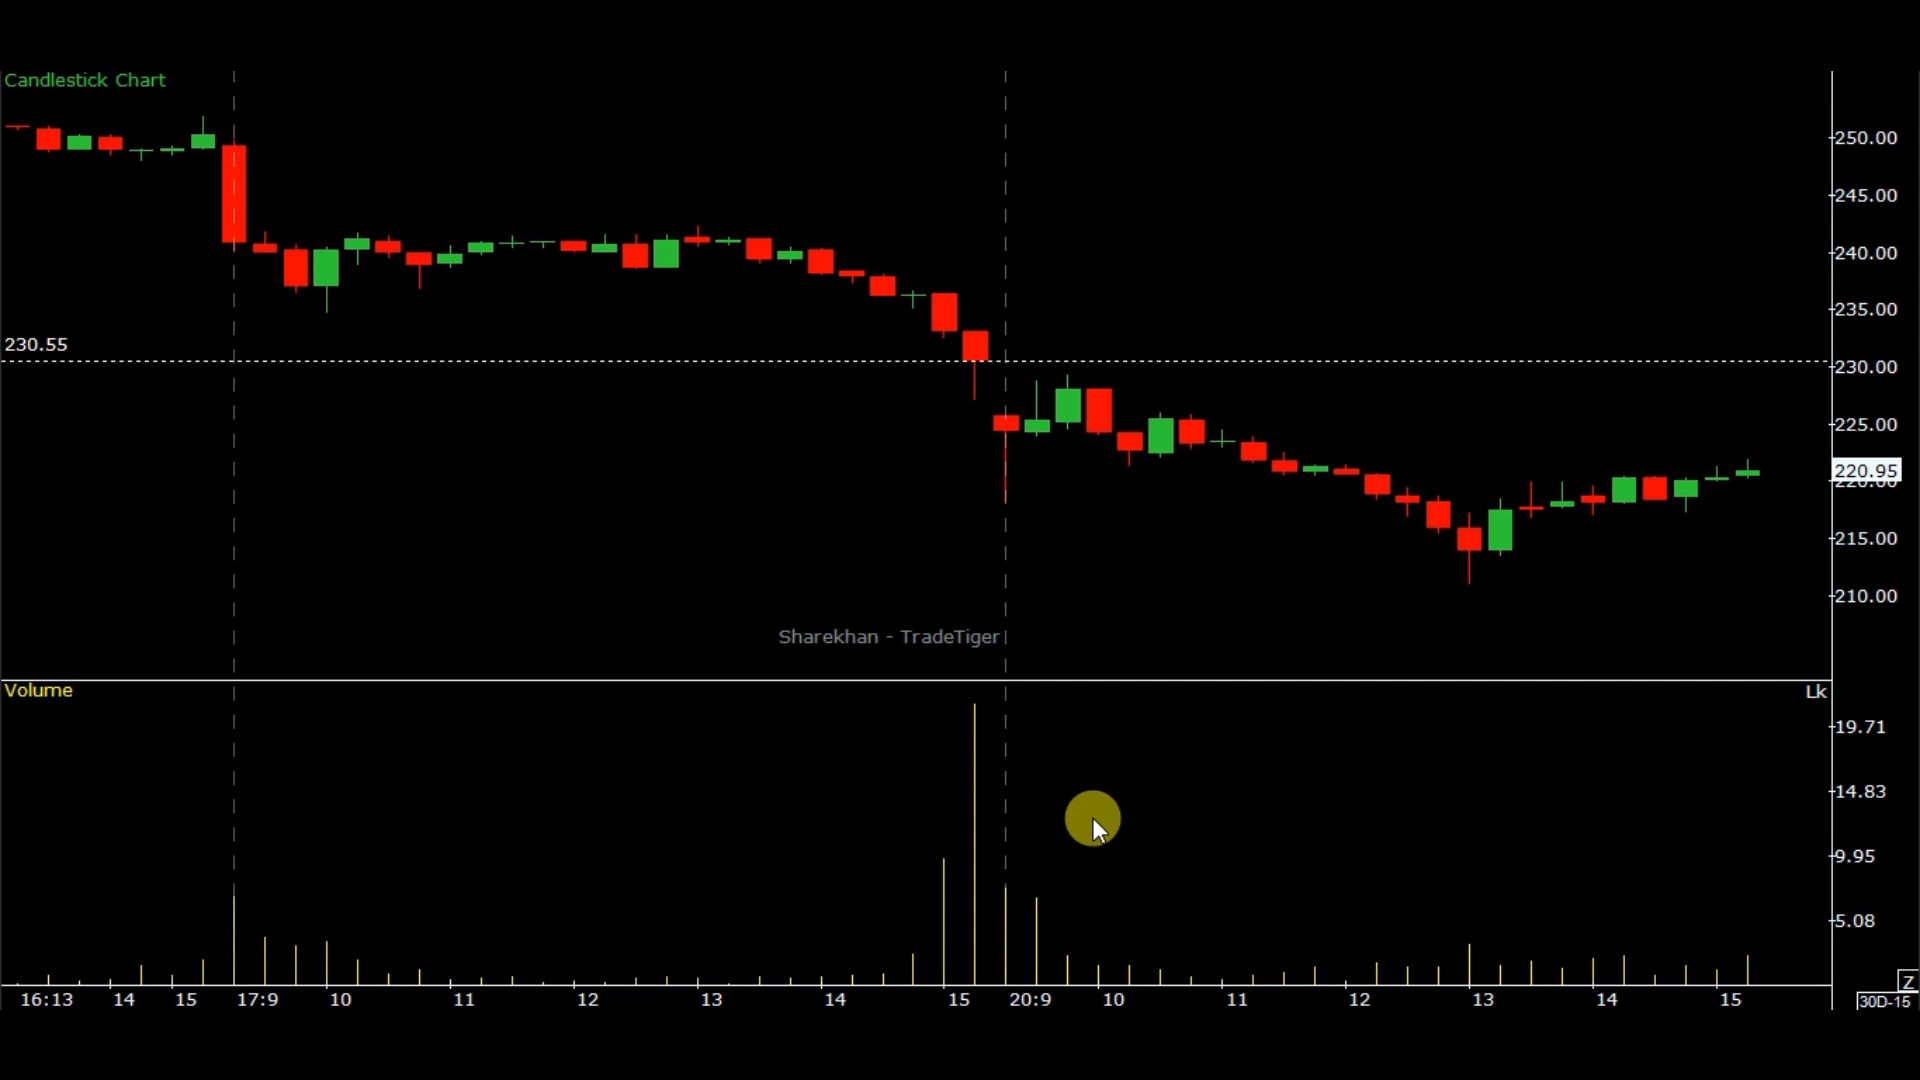 Candlestick Chart
250.00
245.00
240.00
235.00
230.55
230.00
225.00
220.95
220.00
215.00
210.00
Sharekhan - TradeTiger
Volume
Lk
19.71
14.83
9.95
5.08
Z
16:13 14 15 17:9 10 11 12 13 14 15 20:9 10 11 12 13 14 15
30D-15